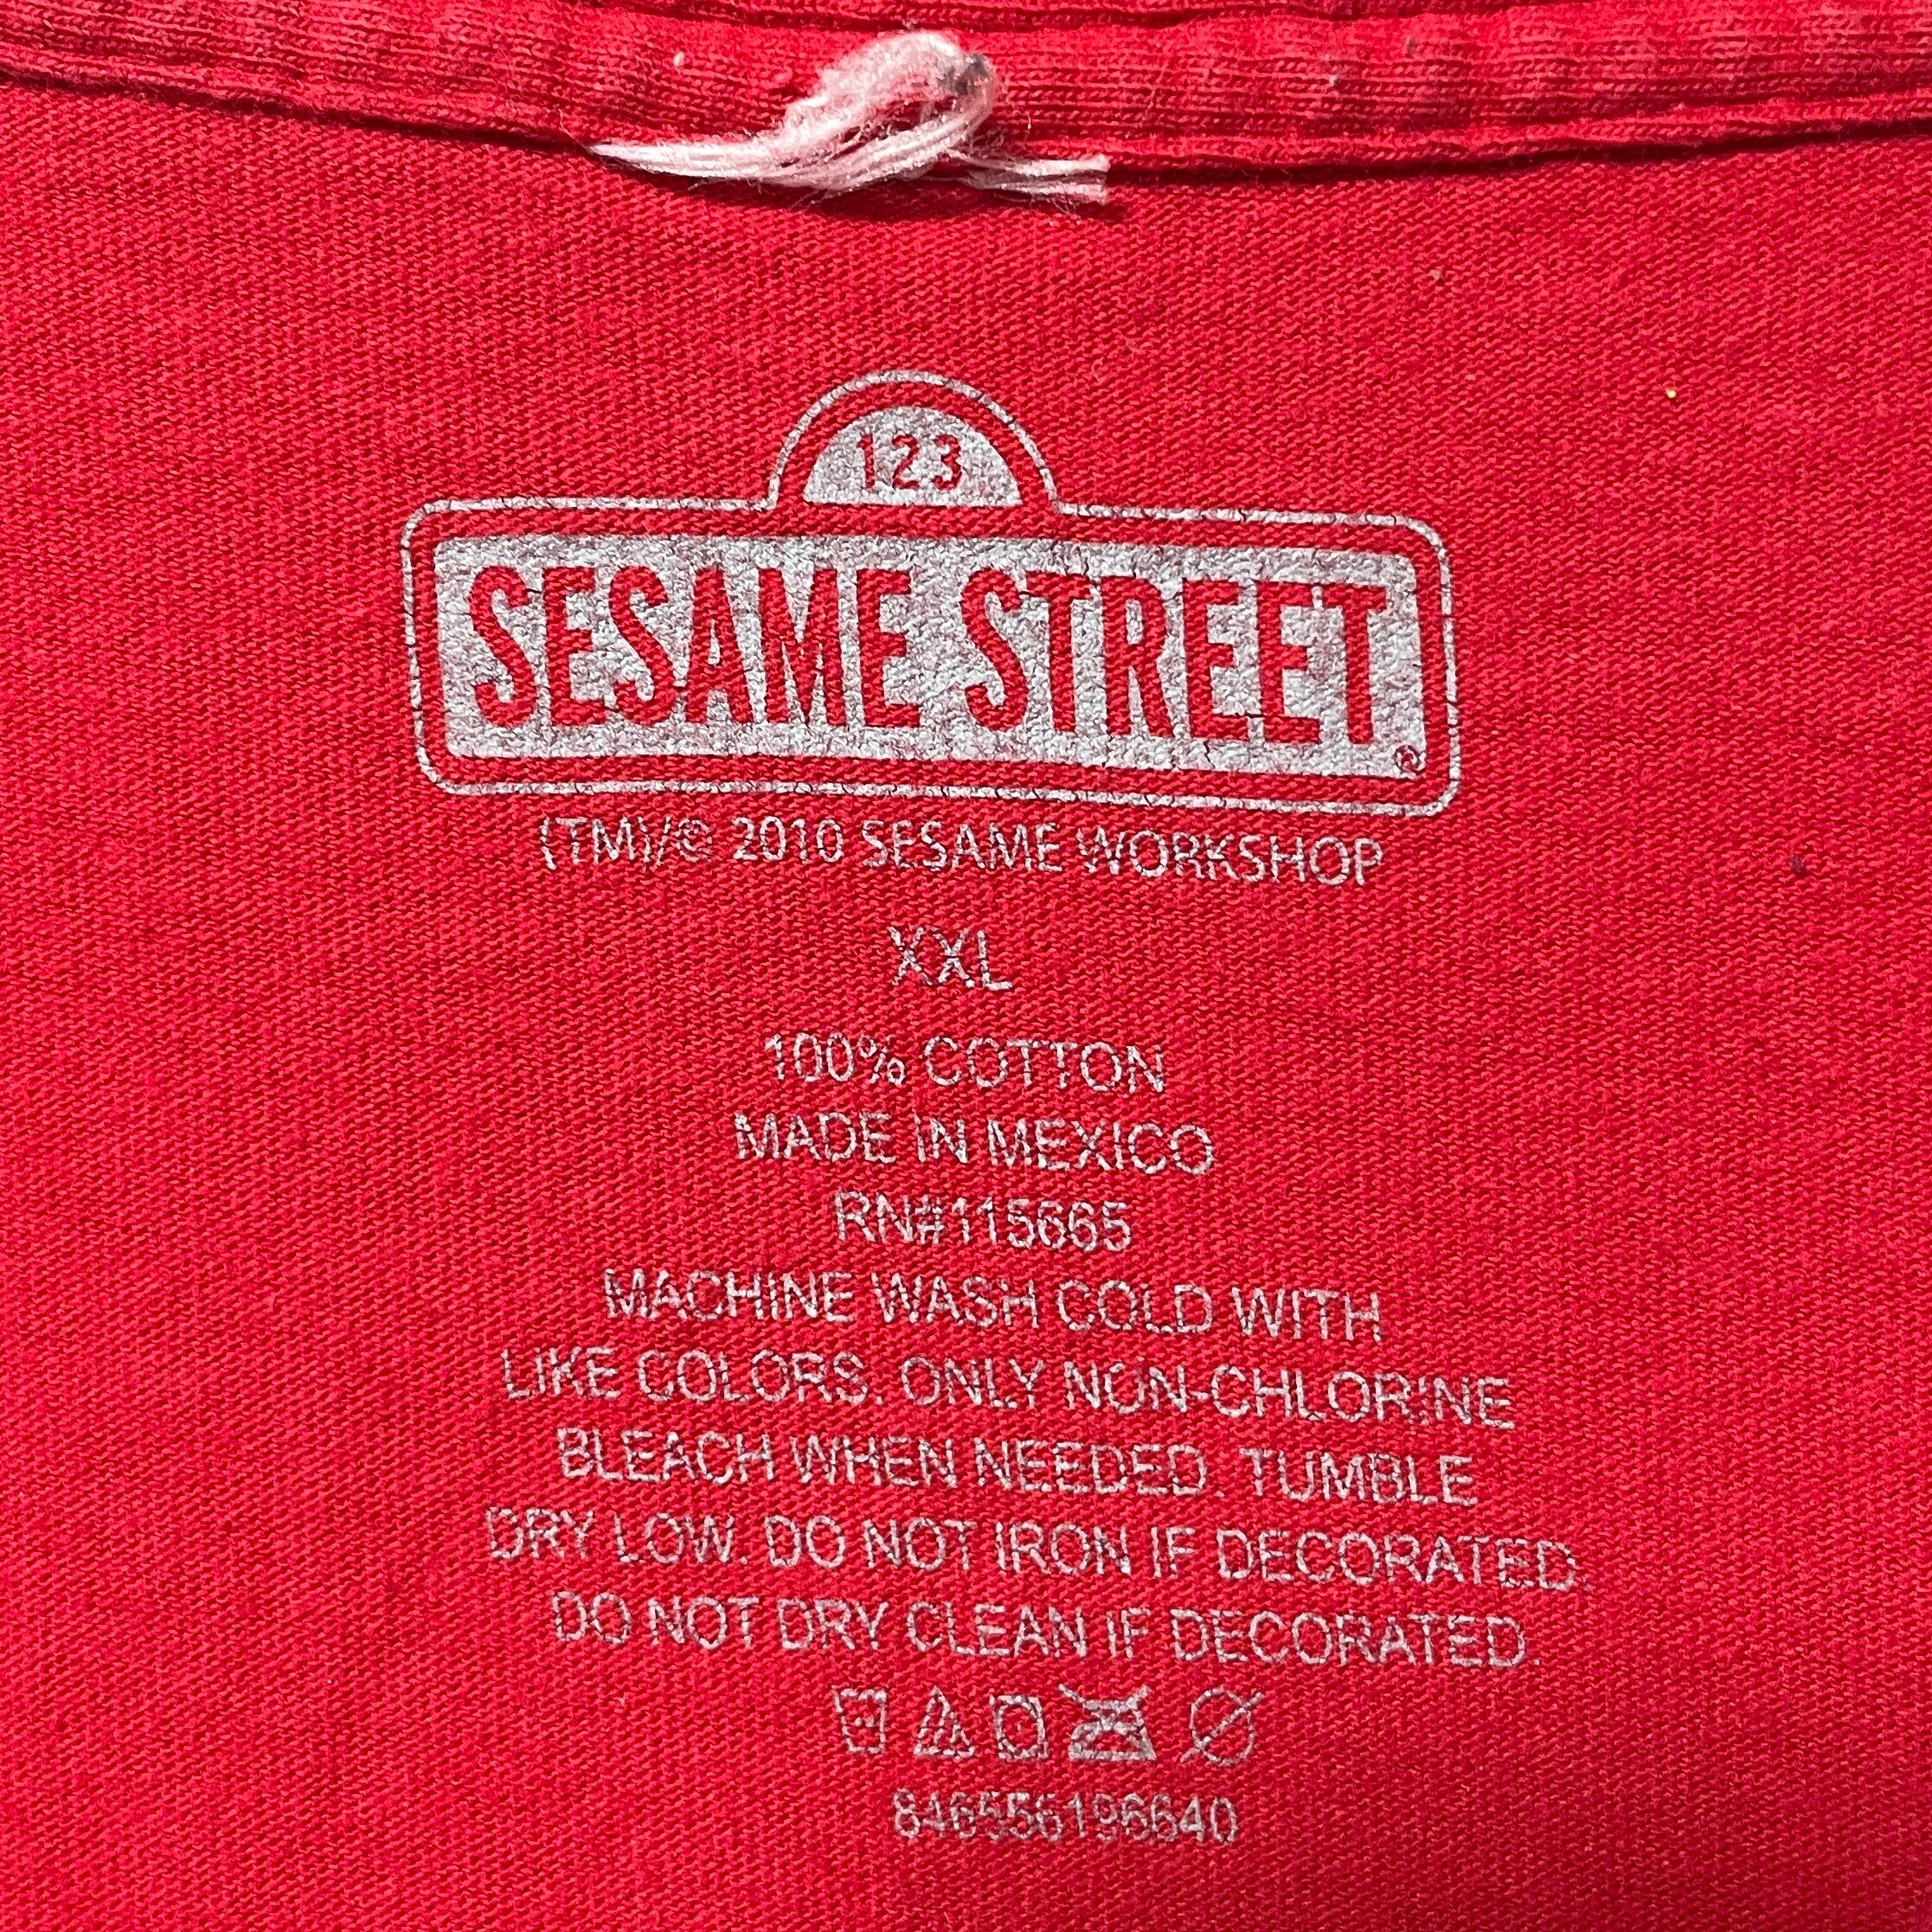 123
SESAME STREET®
(TM)/© 2010 SESAME WORKSHOP
XXL
100% COTTON
MADE IN MEXICO
RN#115665
MACHINE WASH COLD WITH
LIKE COLORS. ONLY NON-CHLORINE
BLEACH WHEN NEEDED. TUMBLE
DRY LOW. DO NOT IRON IF DECORATED.
DO NOT DRY CLEAN IF DECORATED.
846556196640